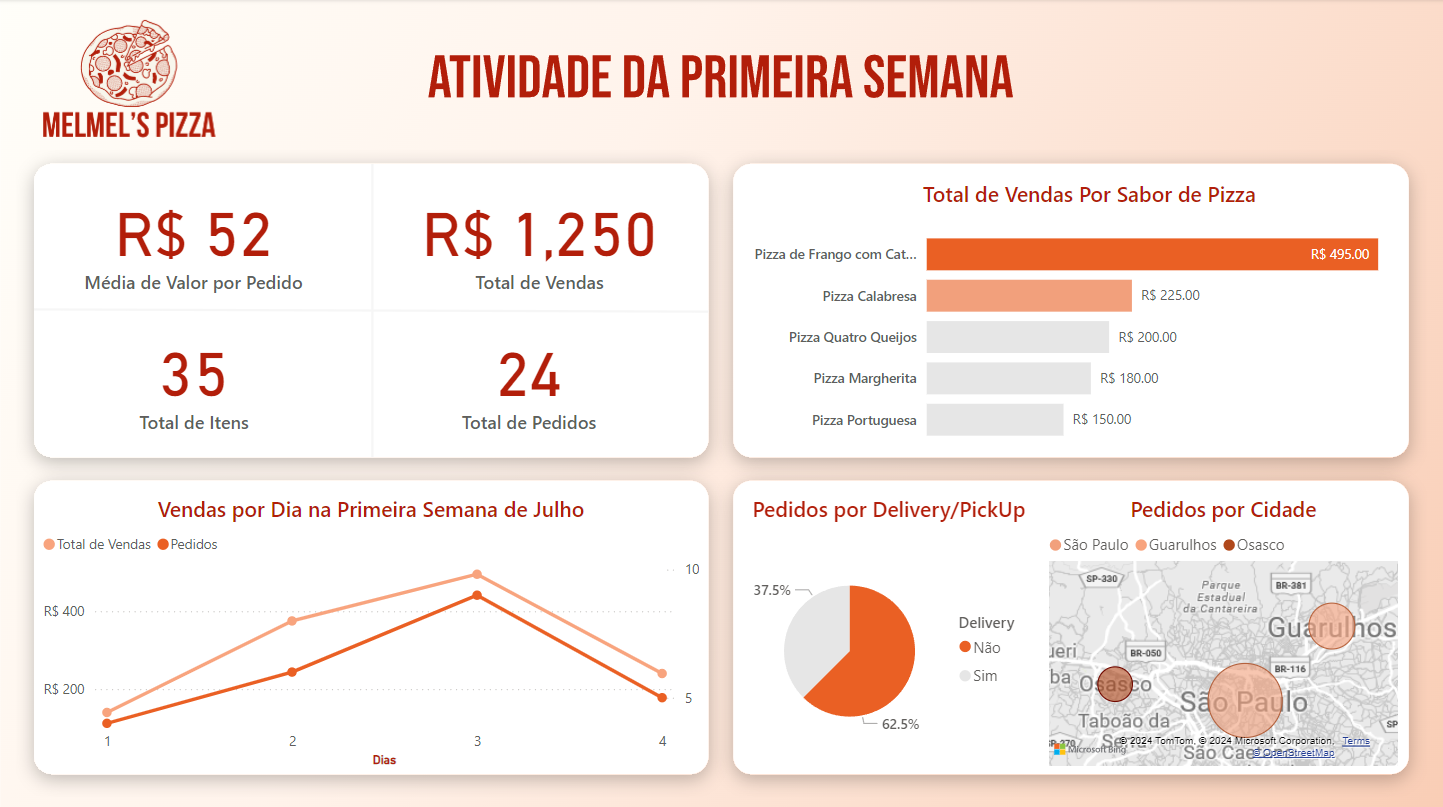 MELMEL'S PIZZA
ATIVIDADE DA PRIMEIRA SEMANA
R$ 52
Média de Valor por Pedido
R$ 1,250
Total de Vendas
35
Total de Itens
24
Total de Pedidos
Total de Vendas Por Sabor de Pizza
Pizza de Frango com Cat... R$ 495.00
Pizza Calabresa R$ 225.00
Pizza Quatro Queijos R$ 200.00
Pizza Margherita R$ 180.00
Pizza Portuguesa R$ 150.00
Vendas por Dia na Primeira Semana de Julho
Total de Vendas Pedidos
10
R$ 400
R$ 200
5
1 2 3 4
Dias
Pedidos por Delivery/PickUp
37.5%
62.5%
Delivery
Não
Sim
Pedidos por Cidade
São Paulo Guarulhos Osasco
SP-330
Parque
Estadual
da Cantareira
BR-381
Guarulhos
ueri
BR-050
BR-116
ba
Osasco
São Paulo
Taboão da
SP
São Cae
Microsoft Bing
© 2024 TomTom, © 2024 Microsoft Corporation, Terms
© OpenStreetMap